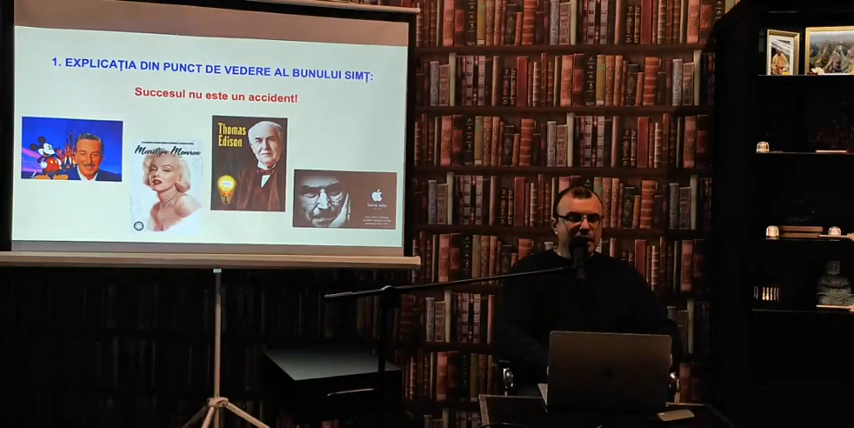 1. EXPLICAȚIA DIN PUNCT DE VEDERE AL BUNULUI SIMȚ:
Succesul nu este un accident!
Marilyn Monroe
Thomas
Edison